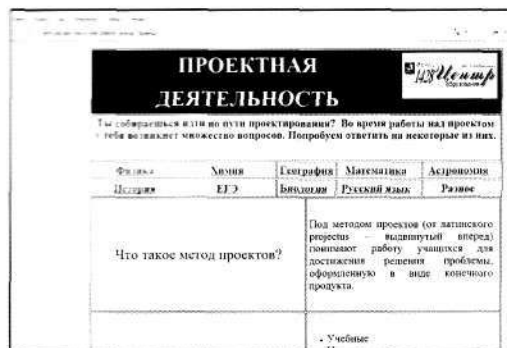 ПРОЕКТНАЯ
ДЕЯТЕЛЬНОСТЬ
1428 Центр
образования
Ты собираешься идти по пути проектирования? Во время работы над проектом
у тебя возникнет множество вопросов. Попробуем ответить на некоторые из них.
Физика Химия География Математика Астрономия
История ЕГЭ Биология Русский язык Разное
Что такое метод проектов?
Под методом проектов (от латинского
projectus – выдвинутый вперед)
понимают работу учащихся для
достижения решения проблемы,
оформленную в виде конечного
продукта.
Учебные